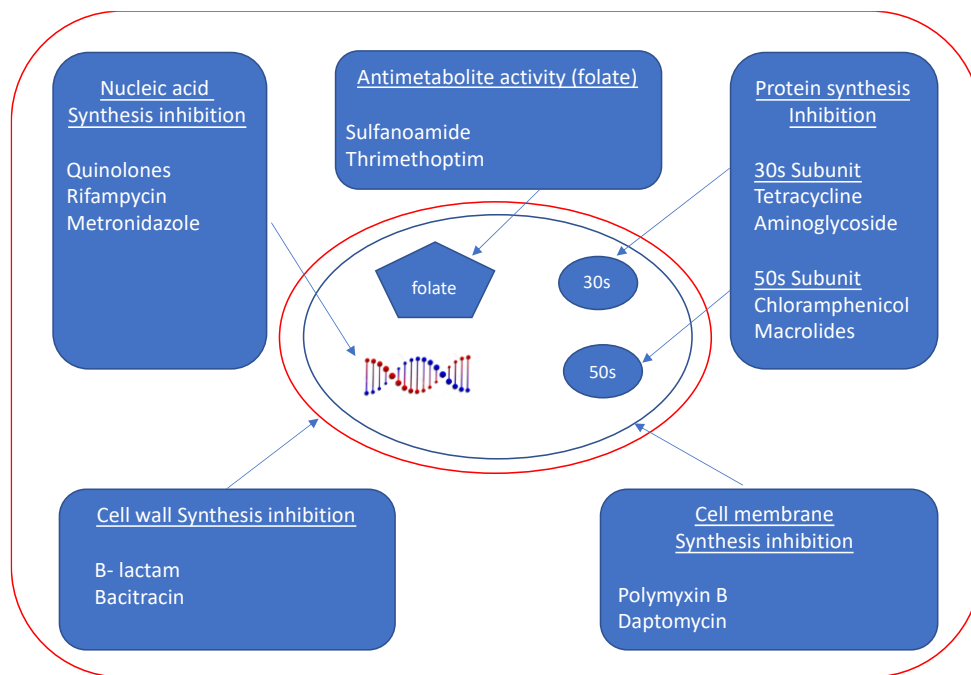 Nucleic acid
Synthesis inhibition
Quinolones
Rifampycin
Metronidazole
Antimetabolite activity (folate)
Sulfanoamide
Thrimethoptim
Protein synthesis
Inhibition
30s Subunit
Tetracycline
Aminoglycoside
50s Subunit
Chloramphenicol
Macrolides
folate
30s
50s
Cell wall Synthesis inhibition
B- lactam
Bacitracin
Cell membrane
Synthesis inhibition
Polymyxin B
Daptomycin